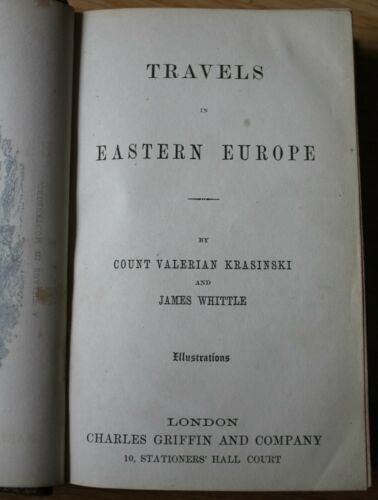 TRAVELS
IN
EASTERN EUROPE
BY
COUNT VALERIAN KRASINSKI
AND
JAMES WHITTLE
Illustrations
LONDON
CHARLES GRIFFIN AND COMPANY
10, STATIONERS' HALL COURT